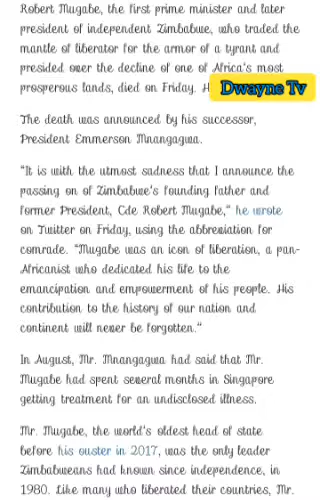 Robert Mugabe, the first prime minister and later
president of independent Zimbabwe, who traded the
mantle of liberator for the armor of a tyrant and
presided over the decline of one of Africa's most
prosperous lands, died on Friday. H
Dwayne Tv
The death was announced by his successor,
President Emmerson Mnangagwa.
"It is with the utmost sadness that I announce the
passing on of Zimbabwe's founding father and
former President, Cde Robert Mugabe," he wrote
on Twitter on Friday, using the abbreviation for
comrade. "Mugabe was an icon of liberation, a pan-
Africanist who dedicated his life to the
emancipation and empowerment of his people. His
contribution to the history of our nation and
continent will never be forgotten."
In August, Mr. Mnangagwa had said that Mr.
Mugabe had spent several months in Singapore
getting treatment for an undisclosed illness.
Mr. Mugabe, the world's oldest head of state
before his ouster in 2017, was the only leader
Zimbabweans had known since independence, in
1980. Like many who liberated their countries, Mr.